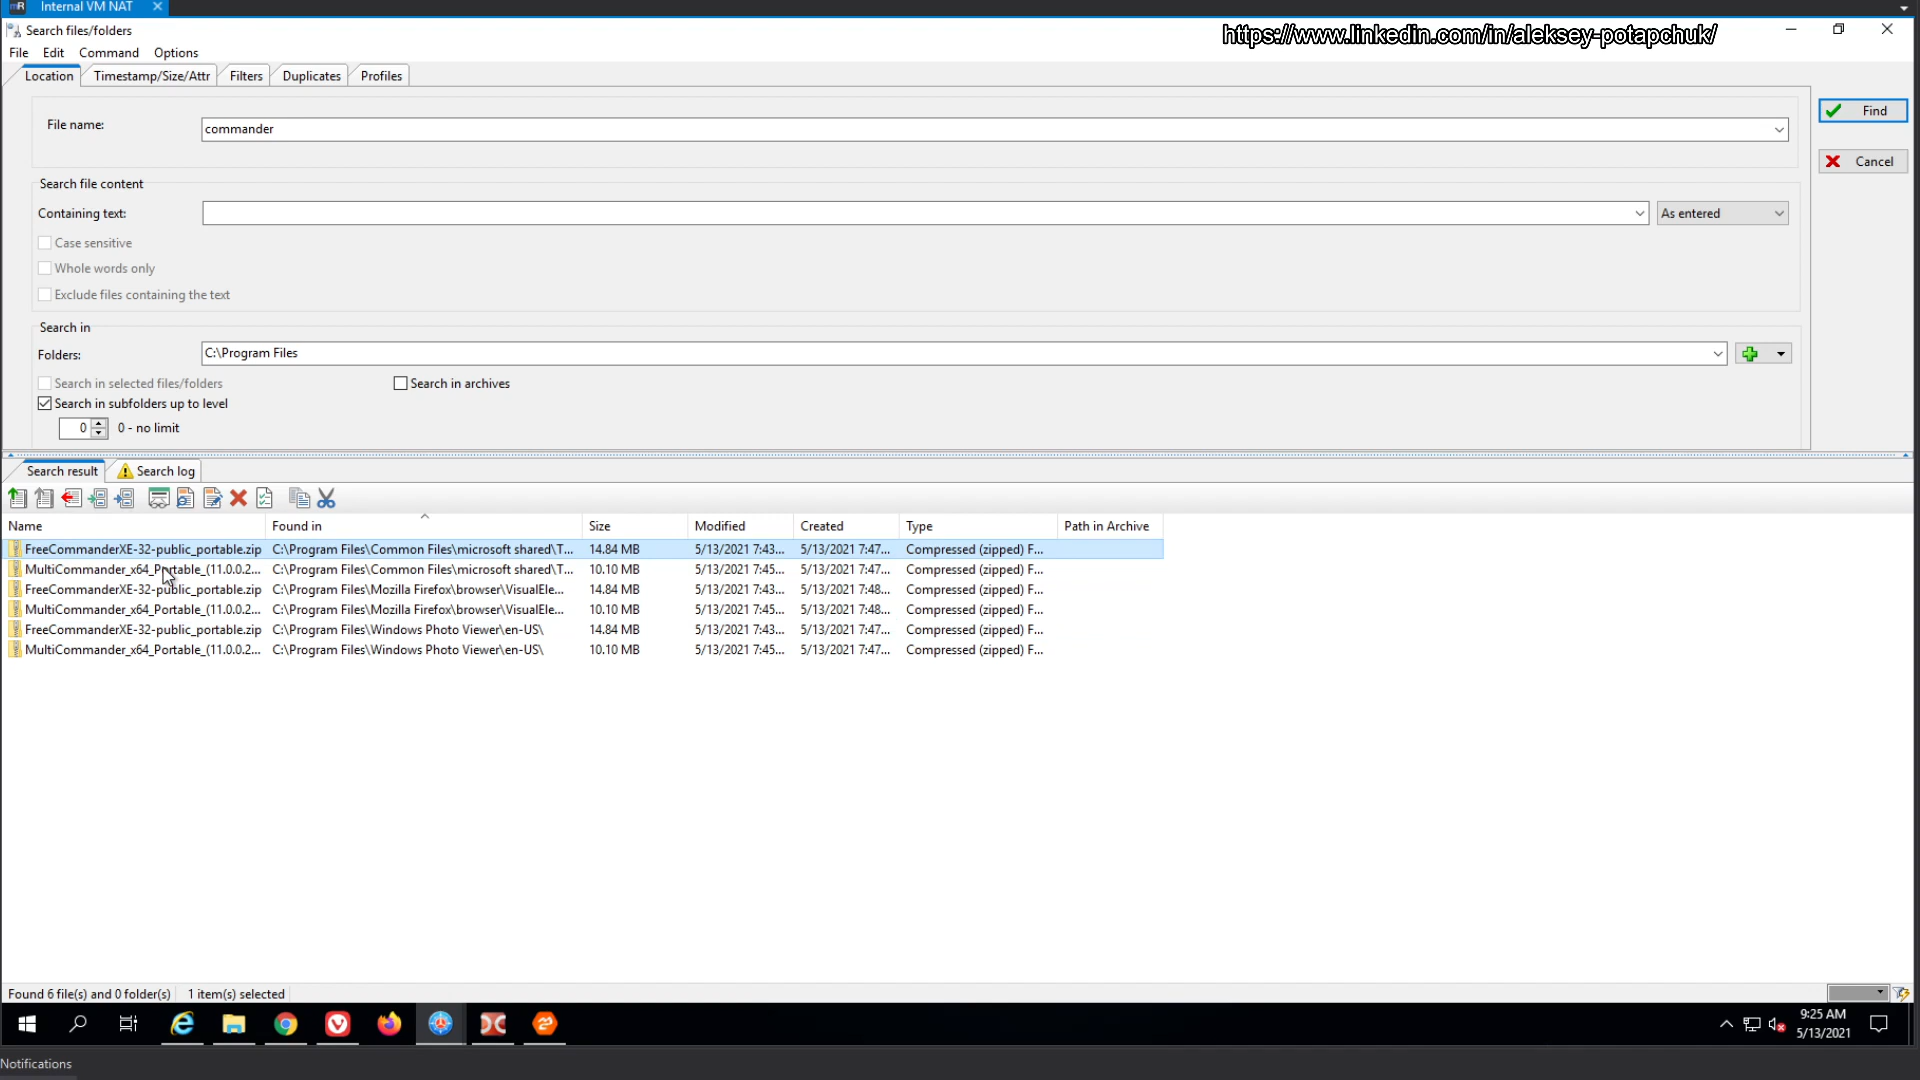 Internal VM NAT
Search files/folders
https://www.linkedin.com/in/aleksey-potapchuk/
File Edit Command Options
Location Timestamp/Size/Attr Filters Duplicates Profiles
File name: commander
Find
Cancel
Search file content
Containing text: As entered
Case sensitive
Whole words only
Exclude files containing the text
Search in
Folders: C:\Program Files
Search in selected files/folders Search in archives
Search in subfolders up to level
0 0 - no limit
Search result Search log
Name Found in Size Modified Created Type Path in Archive
FreeCommanderXE-32-public_portable.zip C:\Program Files\Common Files\microsoft shared\T... 14.84 MB 5/13/2021 7:43... 5/13/2021 7:47... Compressed (zipped) F...
MultiCommander_x64_Portable_(11.0.0.2... C:\Program Files\Common Files\microsoft shared\T... 10.10 MB 5/13/2021 7:45... 5/13/2021 7:47... Compressed (zipped) F...
FreeCommanderXE-32-public_portable.zip C:\Program Files\Mozilla Firefox\browser\VisualEle... 14.84 MB 5/13/2021 7:43... 5/13/2021 7:48... Compressed (zipped) F...
MultiCommander_x64_Portable_(11.0.0.2... C:\Program Files\Mozilla Firefox\browser\VisualEle... 10.10 MB 5/13/2021 7:45... 5/13/2021 7:48... Compressed (zipped) F...
FreeCommanderXE-32-public_portable.zip C:\Program Files\Windows Photo Viewer\en-US\ 14.84 MB 5/13/2021 7:43... 5/13/2021 7:47... Compressed (zipped) F...
MultiCommander_x64_Portable_(11.0.0.2... C:\Program Files\Windows Photo Viewer\en-US\ 10.10 MB 5/13/2021 7:45... 5/13/2021 7:47... Compressed (zipped) F...
Found 6 file(s) and 0 folder(s) 1 item(s) selected
9:25 AM
5/13/2021
Notifications